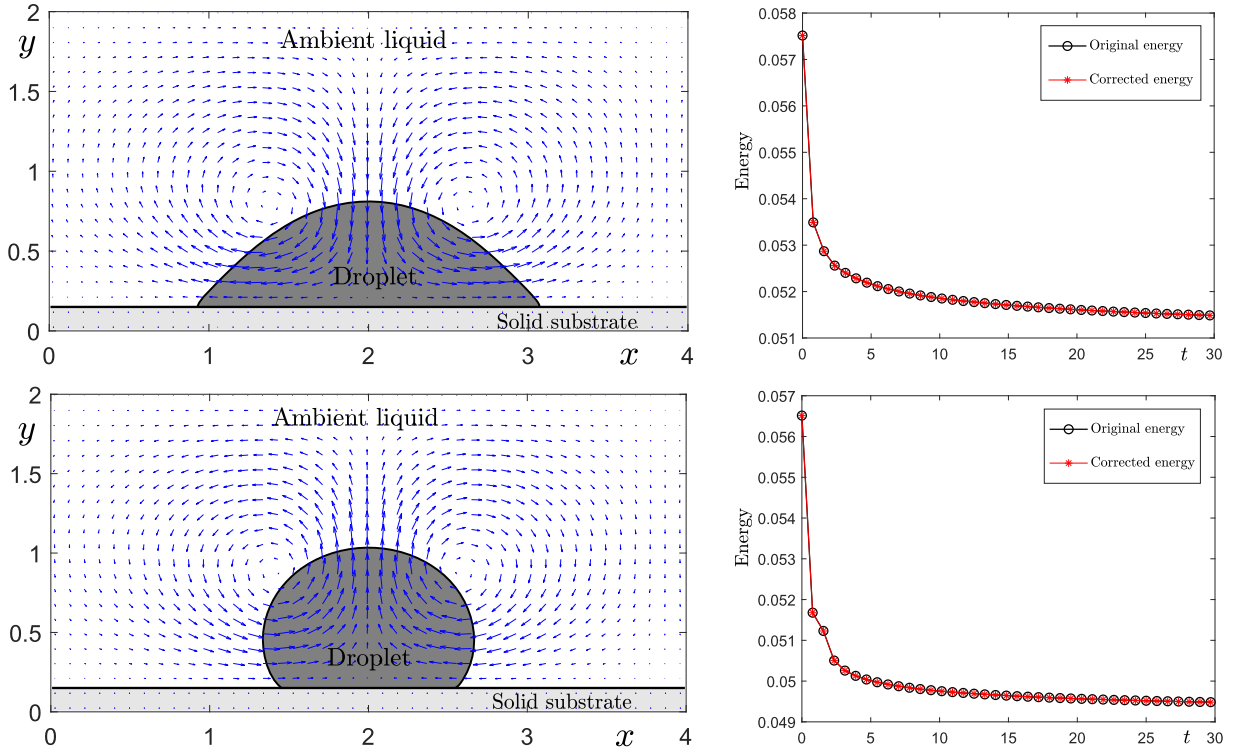 2
y
Ambient liquid
1.5
1
0.5
Droplet
Solid substrate
0
0 1 2 3 x 4
0.058
0.057
0.056
0.055
0.054
0.053
0.052
0.051
Energy
Original energy
Corrected energy
0 5 10 15 20 25 t 30
2
y
Ambient liquid
1.5
1
0.5
Droplet
Solid substrate
0
0 1 2 3 x 4
0.057
0.056
0.055
0.054
0.053
0.052
0.051
0.05
0.049
Energy
Original energy
Corrected energy
0 5 10 15 20 25 t 30